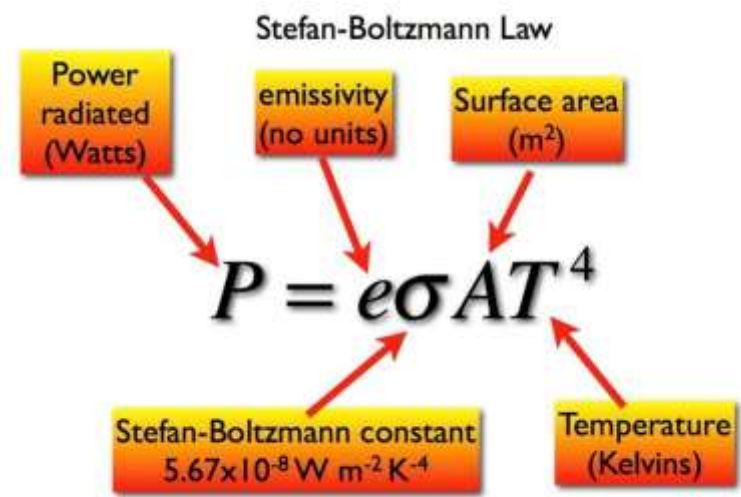 Stefan-Boltzmann Law
Power
radiated
(Watts)
emissivity
(no units)
Surface area
(m²)
P = eσAT⁴
Stefan-Boltzmann constant
5.67x10⁻⁸ W m⁻² K⁻⁴
Temperature
(Kelvins)